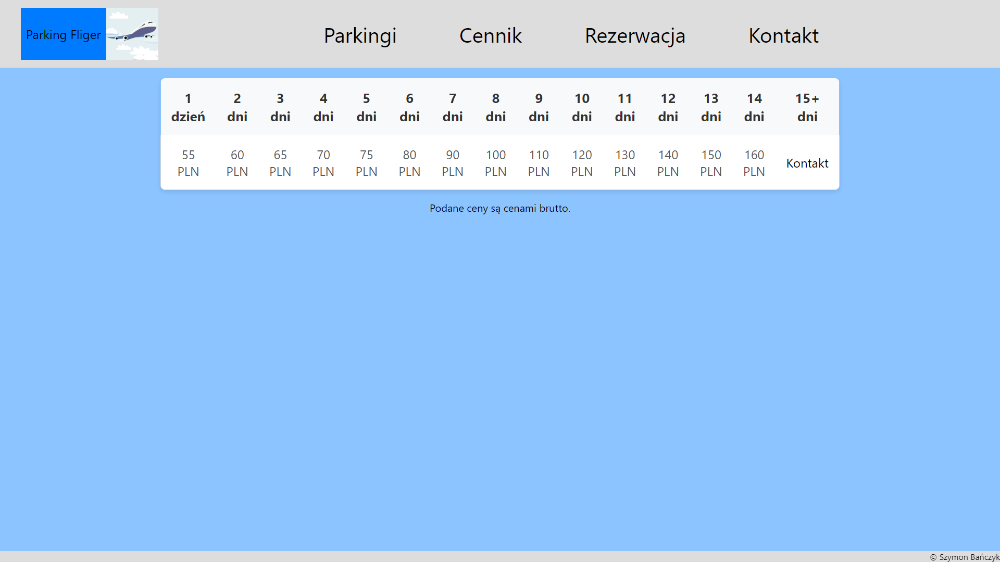 Parking Fliger
Parkingi Cennik Rezerwacja Kontakt
1 dzień 2 dni 3 dni 4 dni 5 dni 6 dni 7 dni 8 dni 9 dni 10 dni 11 dni 12 dni 13 dni 14 dni 15+ dni
55 PLN 60 PLN 65 PLN 70 PLN 75 PLN 80 PLN 90 PLN 100 PLN 110 PLN 120 PLN 130 PLN 140 PLN 150 PLN 160 PLN Kontakt
Podane ceny są cenami brutto.
© Szymon Bańczyk